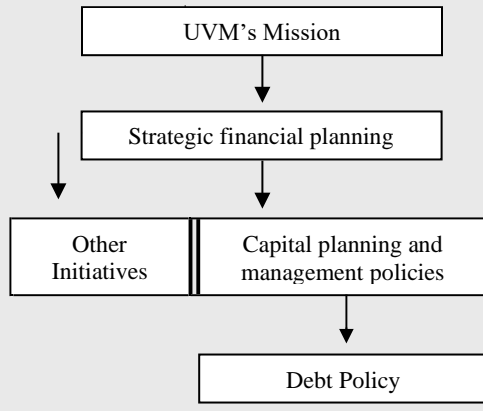 UVM’s Mission
Strategic financial planning
Other
Initiatives
Capital planning and
management policies
Debt Policy